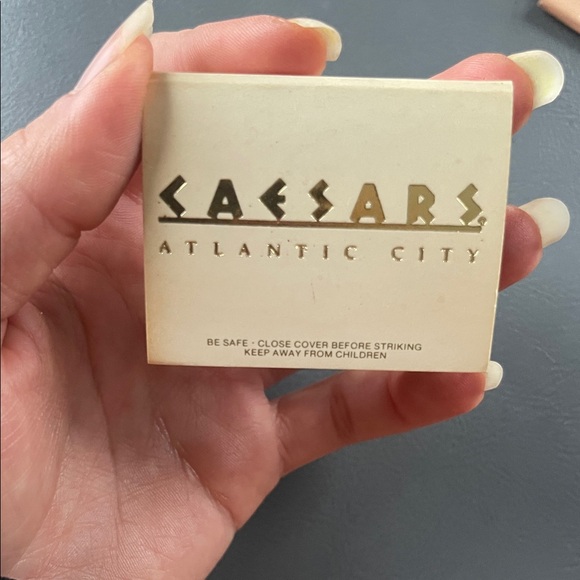 CAESARS
ATLANTIC CITY
BE SAFE - CLOSE COVER BEFORE STRIKING
KEEP AWAY FROM CHILDREN